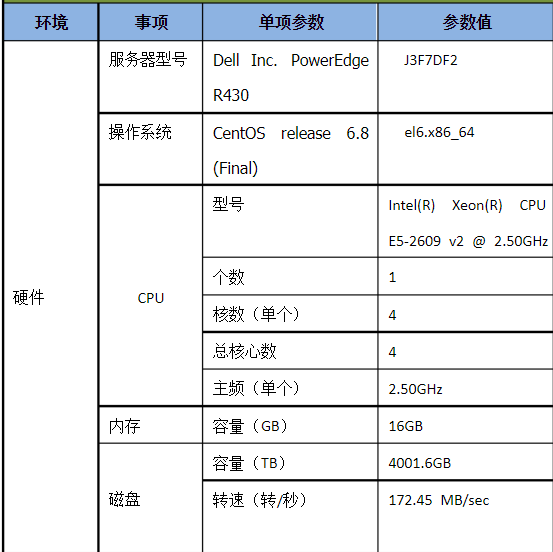 环境 事项 单项参数 参数值
硬件
服务器型号 Dell Inc. PowerEdge J3F7DF2
R430
操作系统 CentOS release 6.8 el6.x86_64
(Final)
CPU
型号 Intel(R) Xeon(R) CPU
E5-2609 v2 @ 2.50GHz
个数 1
核数（单个） 4
总核心数 4
主频（单个） 2.50GHz
内存 容量（GB） 16GB
磁盘
容量（TB） 4001.6GB
转速（转/秒） 172.45 MB/sec